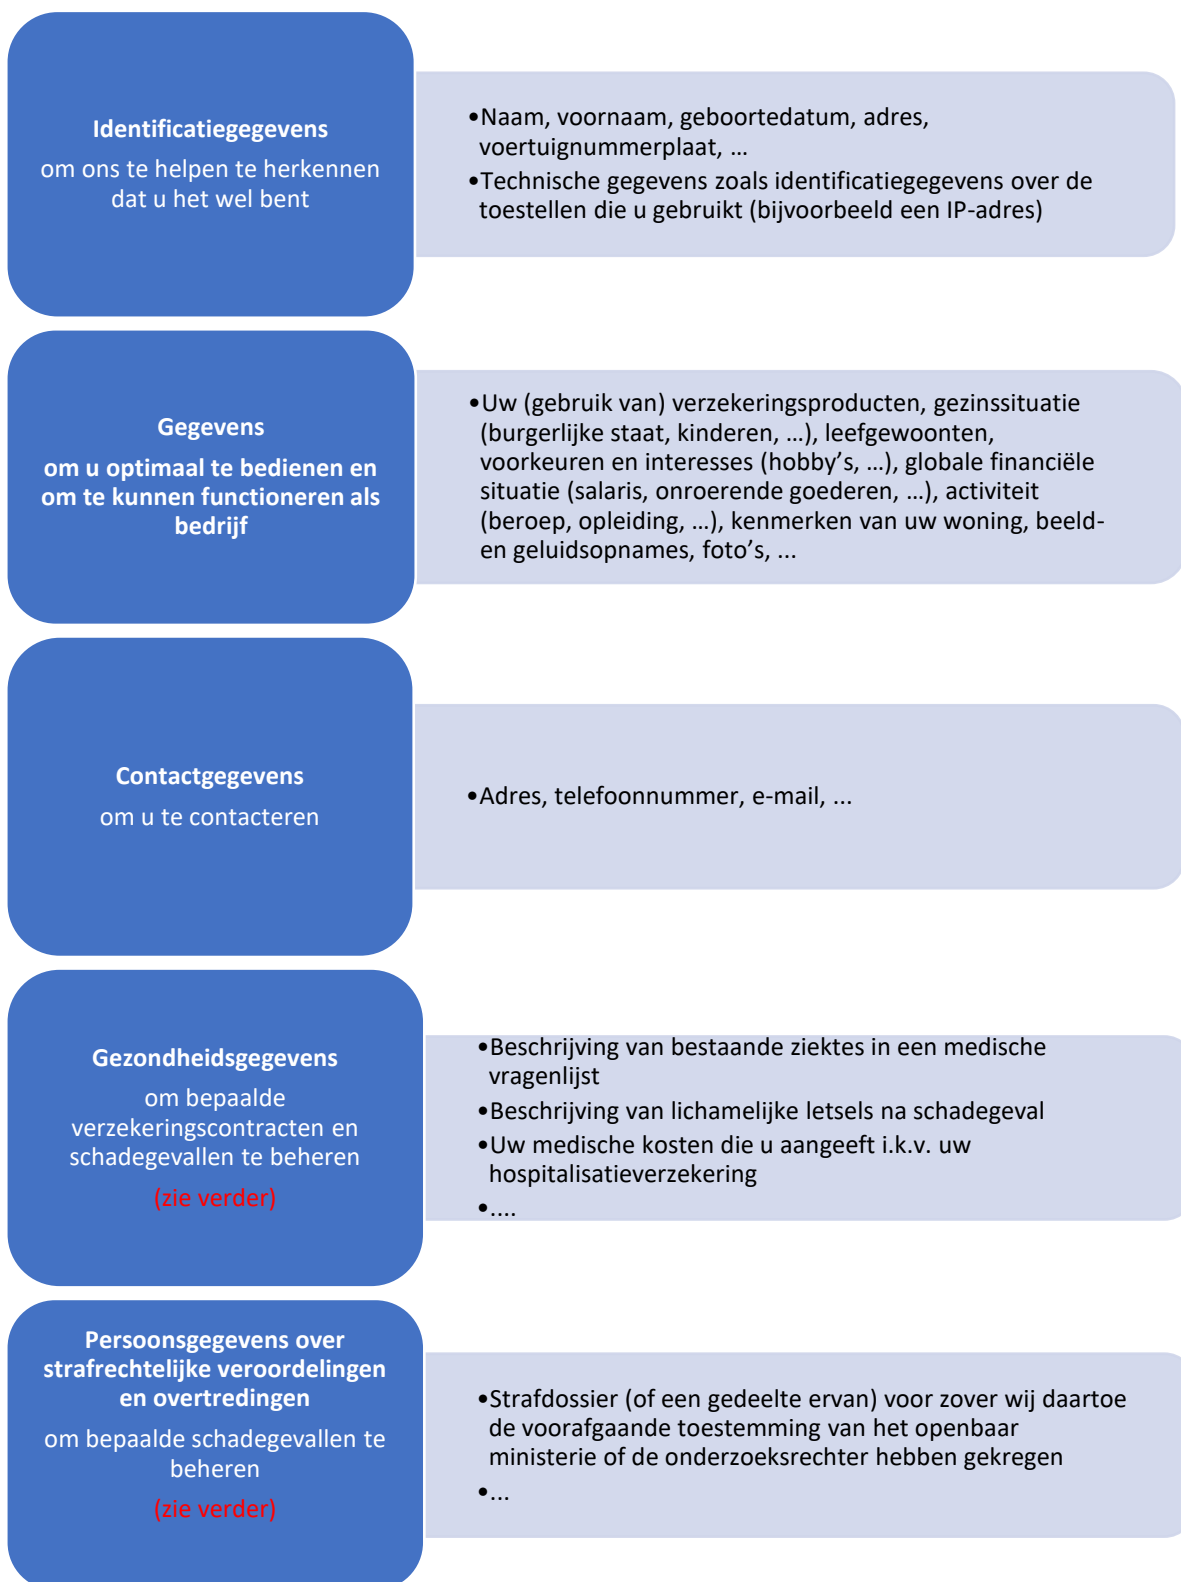 Identificatiegegevens
om ons te helpen te herkennen
dat u het wel bent
•Naam, voornaam, geboortedatum, adres,
voertuignummerplaat, …
•Technische gegevens zoals identificatiegegevens over de
toestellen die u gebruikt (bijvoorbeeld een IP-adres)
Gegevens
om u optimaal te bedienen en
om te kunnen functioneren als
bedrijf
•Uw (gebruik van) verzekeringsproducten, gezinssituatie
(burgerlijke staat, kinderen, …), leefgewoonten,
voorkeuren en interesses (hobby’s, …), globale financiële
situatie (salaris, onroerende goederen, …), activiteit
(beroep, opleiding, …), kenmerken van uw woning, beeld-
en geluidsopnames, foto’s, ...
Contactgegevens
om u te contacteren
•Adres, telefoonnummer, e-mail, ...
Gezondheidsgegevens
om bepaalde
verzekeringscontracten en
schadegevallen te beheren
(zie verder)
•Beschrijving van bestaande ziektes in een medische
vragenlijst
•Beschrijving van lichamelijke letsels na schadegeval
•Uw medische kosten die u aangeeft i.k.v. uw
hospitalisatieverzekering
•....
Persoonsgegevens over
strafrechtelijke veroordelingen
en overtredingen
om bepaalde schadegevallen te
beheren
(zie verder)
•Strafdossier (of een gedeelte ervan) voor zover wij daartoe
de voorafgaande toestemming van het openbaar
ministerie of de onderzoeksrechter hebben gekregen
•...